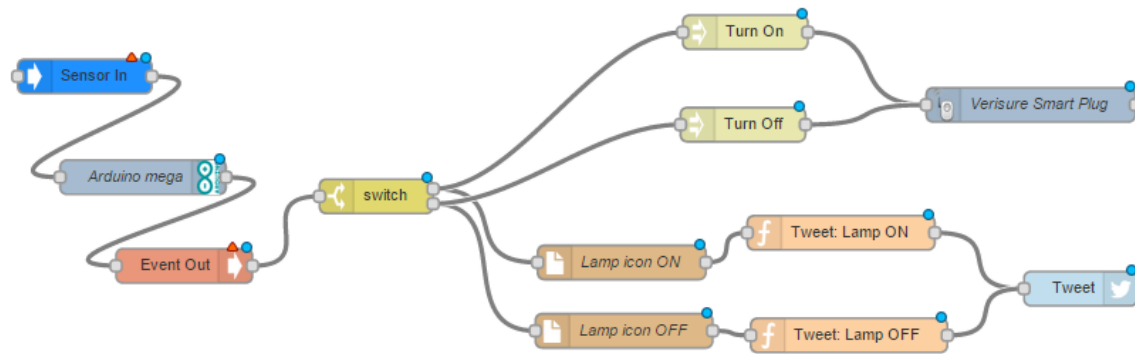 Sensor In
Arduino mega
Event Out
switch
Turn On
Turn Off
Verisure Smart Plug
Lamp icon ON
Tweet: Lamp ON
Lamp icon OFF
Tweet: Lamp OFF
Tweet